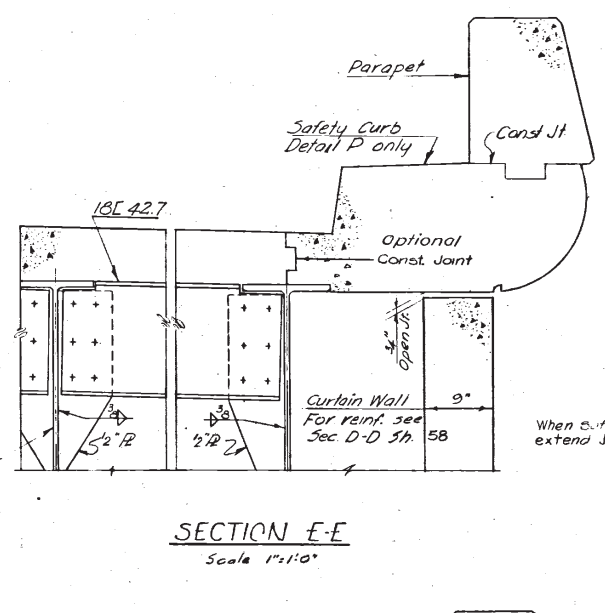 Parapet
Safety Curb
Detail P only
Const Jt.
18[ 42.7
Optional
Const. Joint
3/4"
Open Jt.
Curtain Wall
For reinf. see
Sec. D-D Sh. 58
9"
3/8
3/8
1/2" PL
1/2" PL
When
extend
SECTION E-E
Scale 1"=1'-0"